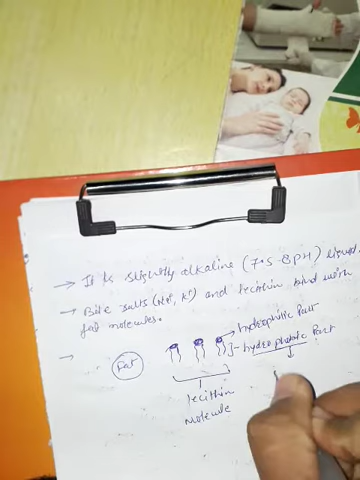 → It is slightly alkaline (7.5-8 PH) liquid.
→ Bile salts (Na⁺, K⁺) and lecithin bind with
fat molecules.
→ Fat
hydrophilic Part
hydrophobic Part
lecithin
molecule